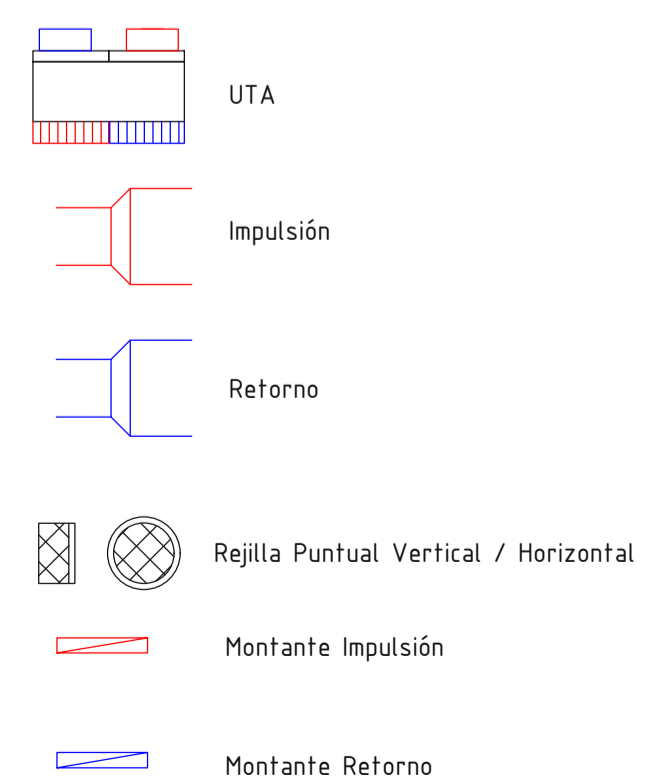 UTA
Impulsión
Retorno
Rejilla Puntual Vertical / Horizontal
Montante Impulsión
Montante Retorno